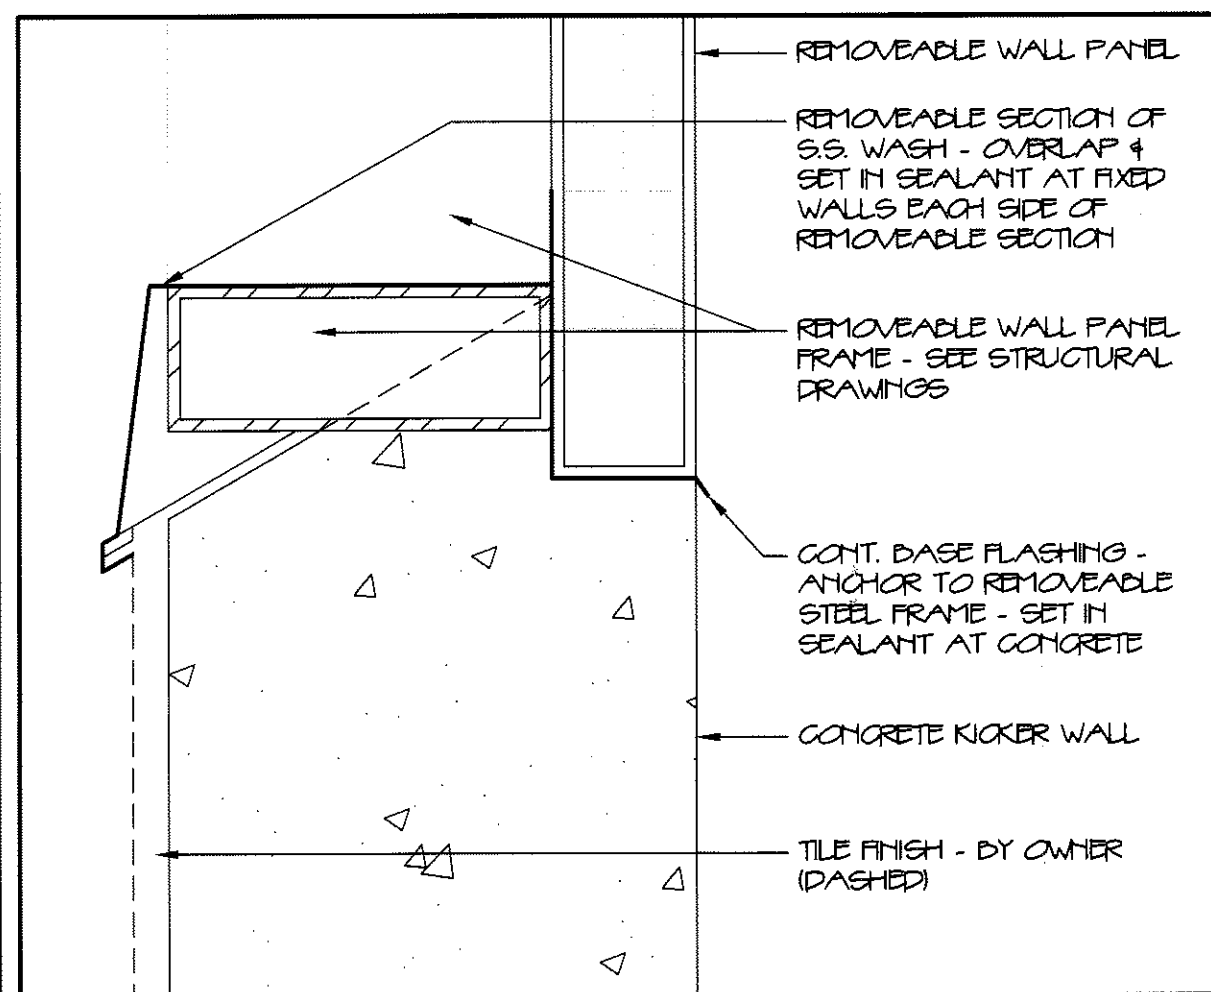 REMOVEABLE WALL PANEL
REMOVEABLE SECTION OF
S.S. WASH - OVERLAP &
SET IN SEALANT AT FIXED
WALLS EACH SIDE OF
REMOVEABLE SECTION
REMOVEABLE WALL PANEL
FRAME - SEE STRUCTURAL
DRAWINGS
CONT. BASE FLASHING -
ANCHOR TO REMOVEABLE
STEEL FRAME - SET IN
SEALANT AT CONCRETE
CONCRETE KICKER WALL
TILE FINISH - BY OWNER
(DASHED)